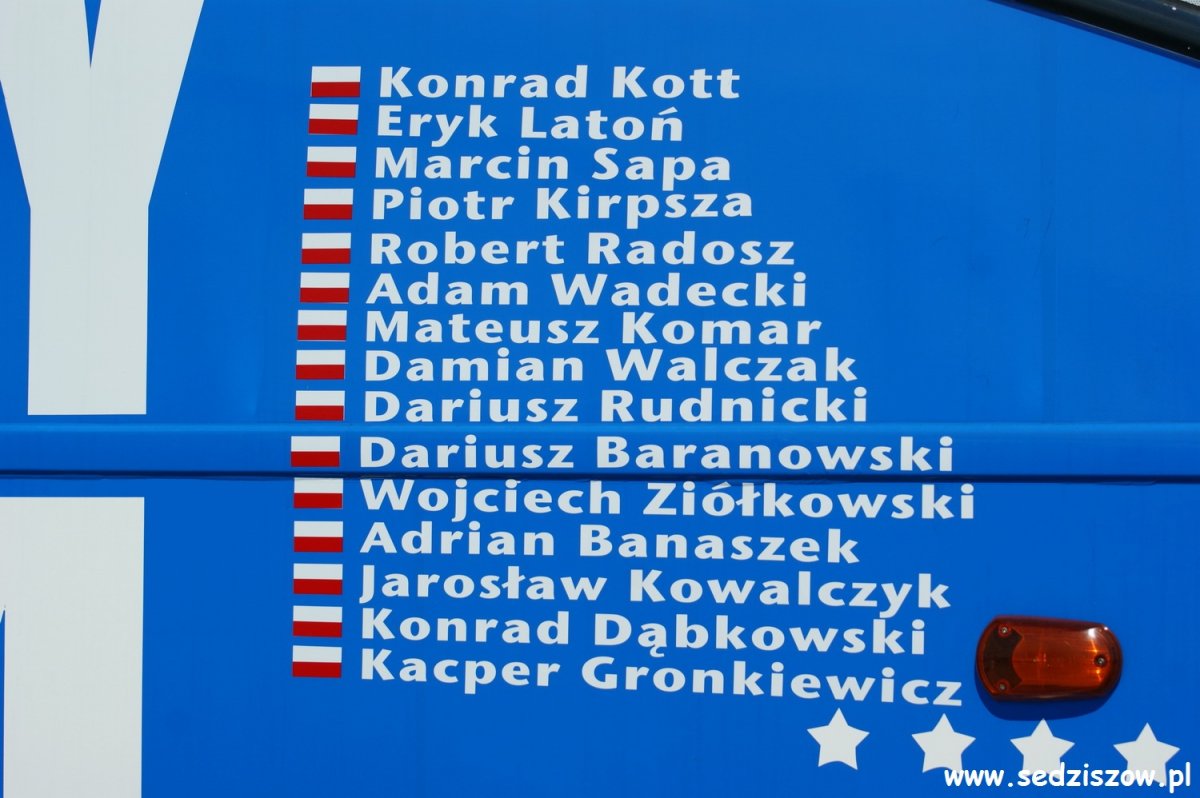 Konrad Kott
Eryk Latoń
Marcin Sapa
Piotr Kirpsza
Robert Radosz
Adam Wadecki
Mateusz Komar
Damian Walczak
Dariusz Rudnicki
Dariusz Baranowski
Wojciech Ziółkowski
Adrian Banaszek
Jarosław Kowalczyk
Konrad Dąbkowski
Kacper Gronkiewicz
www.sedziszow.pl